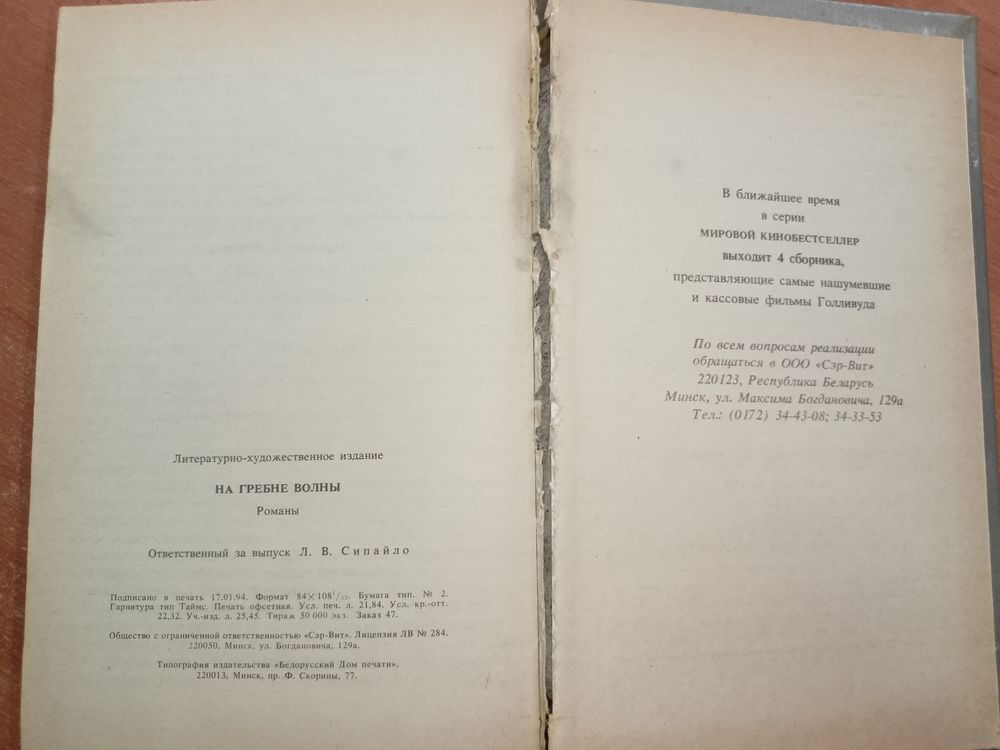 Литературно-художественное издание
НА ГРЕБНЕ ВОЛНЫ
Романы
Ответственный за выпуск Л. В. Сипайло
Подписано в печать 17.01.94. Формат 84×108¹/₃₂. Бумага тип. № 2.
Гарнитура тип Таймс. Печать офсетная. Усл. печ. л. 21,84. Усл. кр.-отт.
22,32. Уч.-изд. л. 25,45. Тираж 50 000 экз. Заказ 47.
Общество с ограниченной ответственностью «Сэр-Вит». Лицензия ЛВ № 284.
220050, Минск, ул. Богдановича, 129а.
Типография издательства «Белорусский Дом печати».
220013, Минск, пр. Ф. Скорины, 77.
В ближайшее время
в серии
МИРОВОЙ КИНОБЕСТСЕЛЛЕР
выходит 4 сборника,
представляющие самые нашумевшие
и кассовые фильмы Голливуда
По всем вопросам реализации
обращаться в ООО «Сэр-Вит»
220123, Республика Беларусь
Минск, ул. Максима Богдановича, 129а
Тел.: (0172) 34-43-08; 34-33-53